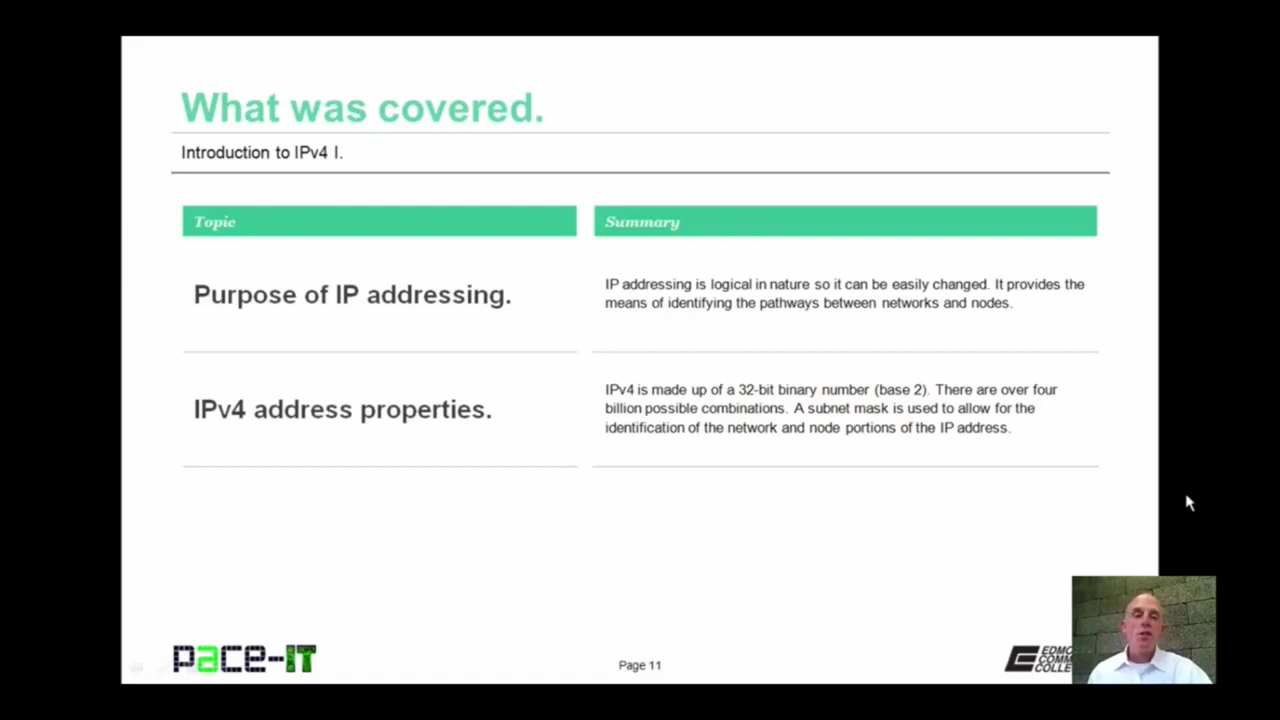 What was covered.
Introduction to IPv4 I.
Topic
Summary
Purpose of IP addressing.
IP addressing is logical in nature so it can be easily changed. It provides the
means of identifying the pathways between networks and nodes.
IPv4 address properties.
IPv4 is made up of a 32-bit binary number (base 2). There are over four
billion possible combinations. A subnet mask is used to allow for the
identification of the network and node portions of the IP address.
pace-IT
Page 11